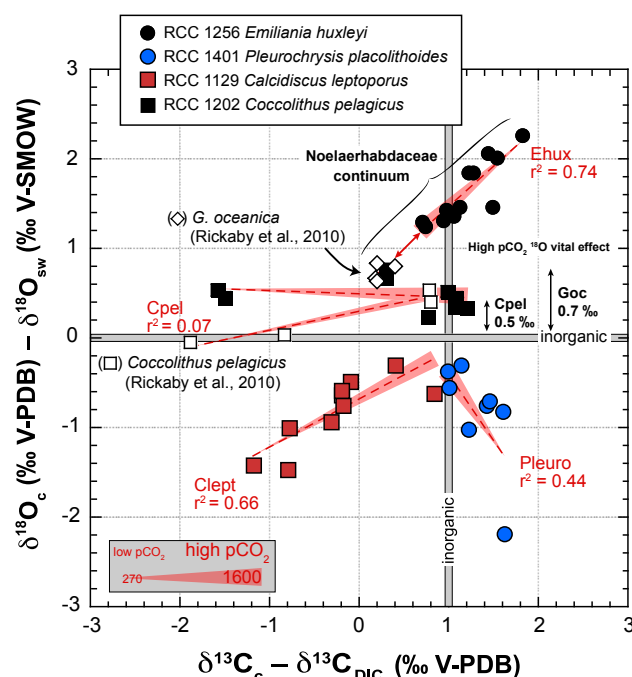 RCC 1256 Emiliania huxleyi
RCC 1401 Pleurochrysis placolithoides
RCC 1129 Calcidiscus leptoporus
RCC 1202 Coccolithus pelagicus
3
2
1
0
-1
-2
-3
δ¹⁸O_c (‰ V-PDB) – δ¹⁸O_sw (‰ V-SMOW)
Noelaerhabdaceae
continuum
Ehux
r² = 0.74
G. oceanica
(Rickaby et al., 2010)
High pCO₂ ¹⁸O vital effect
Cpel
r² = 0.07
Cpel
0.5 ‰
Goc
0.7 ‰
inorganic
Coccolithus pelagicus
(Rickaby et al., 2010)
Clept
r² = 0.66
Pleuro
r² = 0.44
inorganic
low pCO₂
high pCO₂
270
1600
-3
-2
-1
0
1
2
3
δ¹³C_c – δ¹³C_DIC (‰ V-PDB)